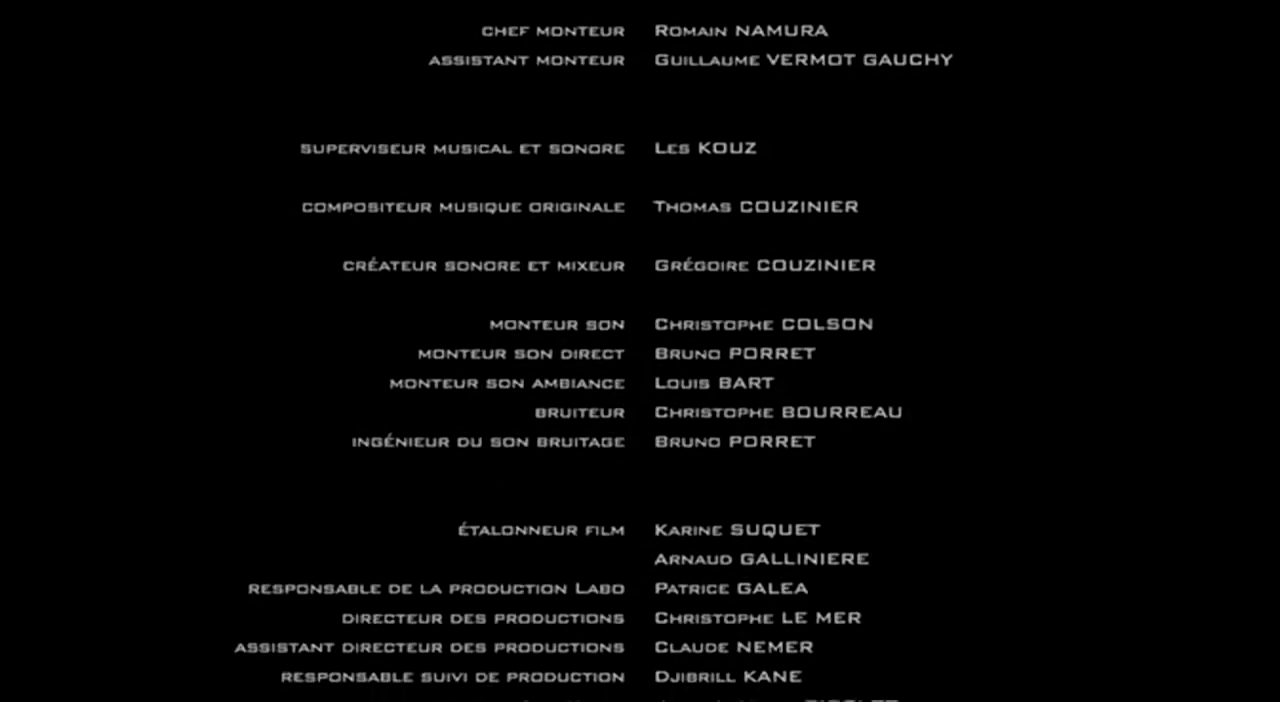 CHEF MONTEUR Romain NAMURA
ASSISTANT MONTEUR Guillaume VERMOT GAUCHY
SUPERVISEUR MUSICAL ET SONORE Les KOUZ
COMPOSITEUR MUSIQUE ORIGINALE Thomas COUZINIER
CRÉATEUR SONORE ET MIXEUR Grégoire COUZINIER
MONTEUR SON Christophe COLSON
MONTEUR SON DIRECT Bruno PORRET
MONTEUR SON AMBIANCE Louis BART
BRUITEUR Christophe BOURREAU
INGÉNIEUR DU SON BRUITAGE Bruno PORRET
ÉTALONNEUR FILM Karine SUQUET
Arnaud GALLINIERE
RESPONSABLE DE LA PRODUCTION LABO Patrice GALEA
DIRECTEUR DES PRODUCTIONS Christophe LE MER
ASSISTANT DIRECTEUR DES PRODUCTIONS Claude NEMER
RESPONSABLE SUIVI DE PRODUCTION Djibrill KANE